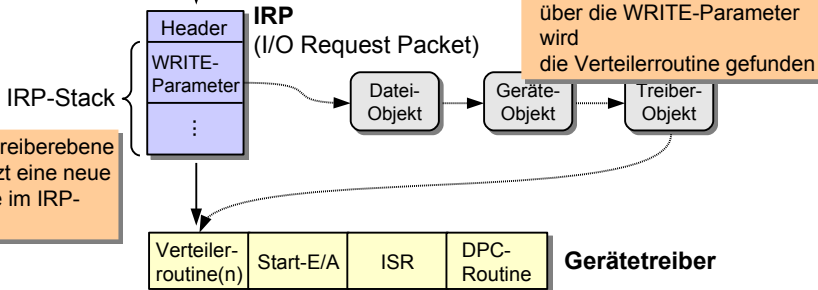 Header
WRITE-
Parameter
⋮
IRP
(I/O Request Packet)
IRP-Stack
über die WRITE-Parameter
wird
die Verteilerroutine gefunden
Datei-
Objekt
Geräte-
Objekt
Treiber-
Objekt
reiberebene
zt eine neue
e im IRP-
Verteiler-
routine(n)
Start-E/A
ISR
DPC-
Routine
Gerätetreiber